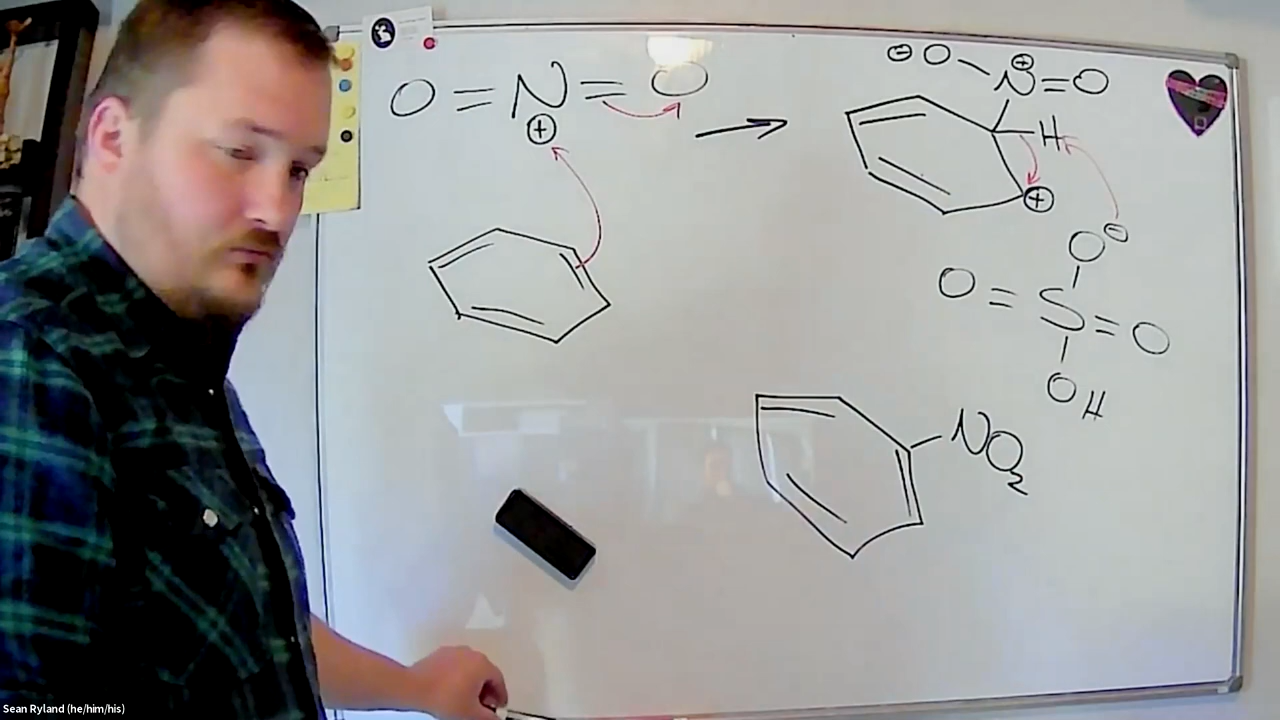 O=N=O
⊕
⊖O-N=O
⊕
H
⊕
O⊖
O=S=O
OH
NO₂
Sean Ryland (he/him/his)